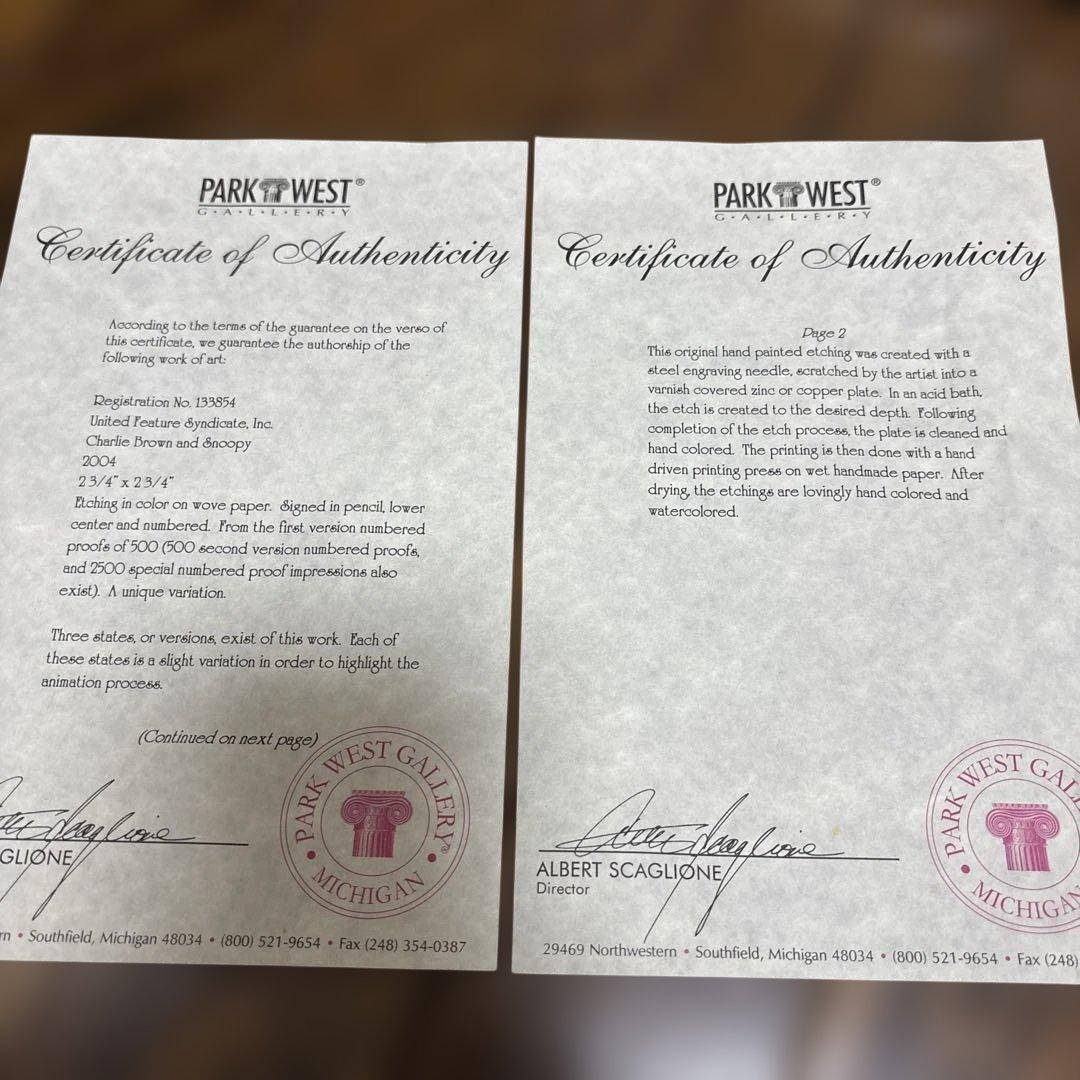 PARK WEST®
G·A·L·L·E·R·Y
Certificate of Authenticity
According to the terms of the guarantee on the verso of
this certificate, we guarantee the authorship of the
following work of art:
Registration No. 133854
United Feature Syndicate, Inc.
Charlie Brown and Snoopy
2004
2 3/4" x 2 3/4"
Etching in color on wove paper. Signed in pencil, lower
center and numbered. From the first version numbered
proofs of 500 (500 second version numbered proofs,
and 2500 special numbered proof impressions also
exist). A unique variation.
Three states, or versions, exist of this work. Each of
these states is a slight variation in order to highlight the
animation process.
(Continued on next page)
PARK WEST GALLERY®
• MICHIGAN •
GLIONE
rn • Southfield, Michigan 48034 • (800) 521-9654 • Fax (248) 354-0387
PARK WEST®
G·A·L·L·E·R·Y
Certificate of Authenticity
Page 2
This original hand painted etching was created with a
steel engraving needle, scratched by the artist into a
varnish covered zinc or copper plate. In an acid bath,
the etch is created to the desired depth. Following
completion of the etch process, the plate is cleaned and
hand colored. The printing is then done with a hand
driven printing press on wet handmade paper. After
drying, the etchings are lovingly hand colored and
watercolored.
PARK WEST GAL
• MICHIGAN
ALBERT SCAGLIONE
Director
29469 Northwestern • Southfield, Michigan 48034 • (800) 521-9654 • Fax (248)